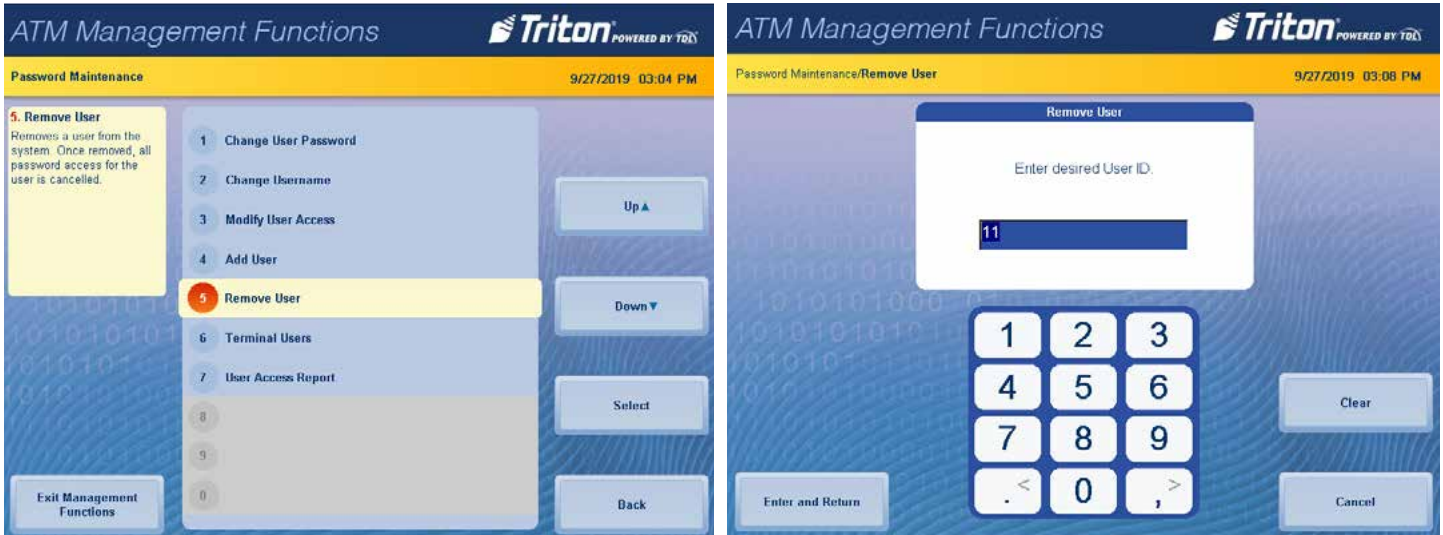 ATM Management Functions
Triton POWERED BY TDL
Password Maintenance
9/27/2019 03:04 PM
5. Remove User
Removes a user from the
system. Once removed, all
password access for the
user is cancelled.
1 Change User Password
2 Change Username
3 Modify User Access
4 Add User
5 Remove User
6 Terminal Users
7 User Access Report
8
9
0
Up▲
Down▼
Select
Back
Exit Management
Functions
ATM Management Functions
Triton POWERED BY TDL
Password Maintenance/Remove User
9/27/2019 03:08 PM
Remove User
Enter desired User ID.
11
1 2 3
4 5 6
7 8 9
. < 0 , >
Clear
Enter and Return
Cancel